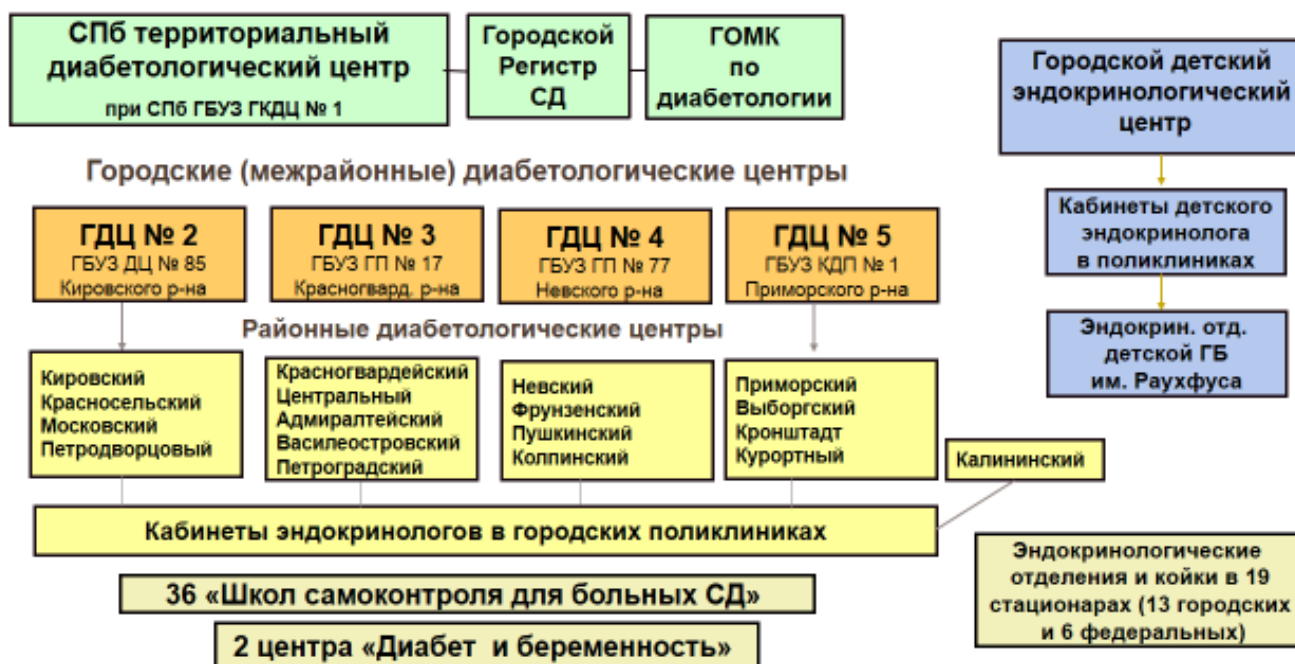 СПб территориальный
диабетологический центр
при СПб ГБУЗ ГКДЦ № 1
Городской
Регистр
СД
ГОМК
по
диабетологии
Городской детский
эндокринологический
центр
Городские (межрайонные) диабетологические центры
Кабинеты детского
эндокринолога
в поликлиниках
ГДЦ № 2
ГБУЗ ДЦ № 85
Кировского р-на
ГДЦ № 3
ГБУЗ ГП № 17
Красногвард. р-на
ГДЦ № 4
ГБУЗ ГП № 77
Невского р-на
ГДЦ № 5
ГБУЗ КДП № 1
Приморского р-на
Районные диабетологические центры
Эндокрин. отд.
детской ГБ
им. Раухфуса
Кировский
Красносельский
Московский
Петродворцовый
Красногвардейский
Центральный
Адмиралтейский
Василеостровский
Петроградский
Невский
Фрунзенский
Пушкинский
Колпинский
Приморский
Выборгский
Кронштадт
Курортный
Калининский
Кабинеты эндокринологов в городских поликлиниках
36 «Школ самоконтроля для больных СД»
2 центра «Диабет и беременность»
Эндокринологические
отделения и койки в 19
стационарах (13 городских
и 6 федеральных)